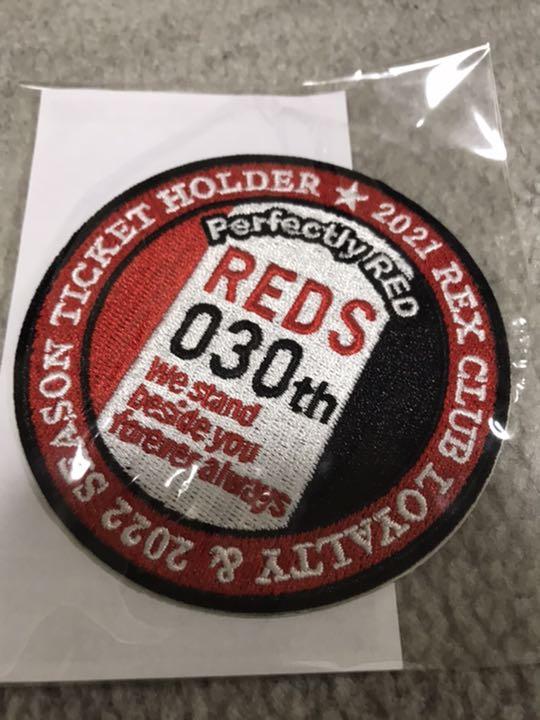 2021 REX CLUB LOYALTY & 2022 SEASON TICKET HOLDER ★
Perfectly RED
REDS
030th
We stand
beside you
forever always